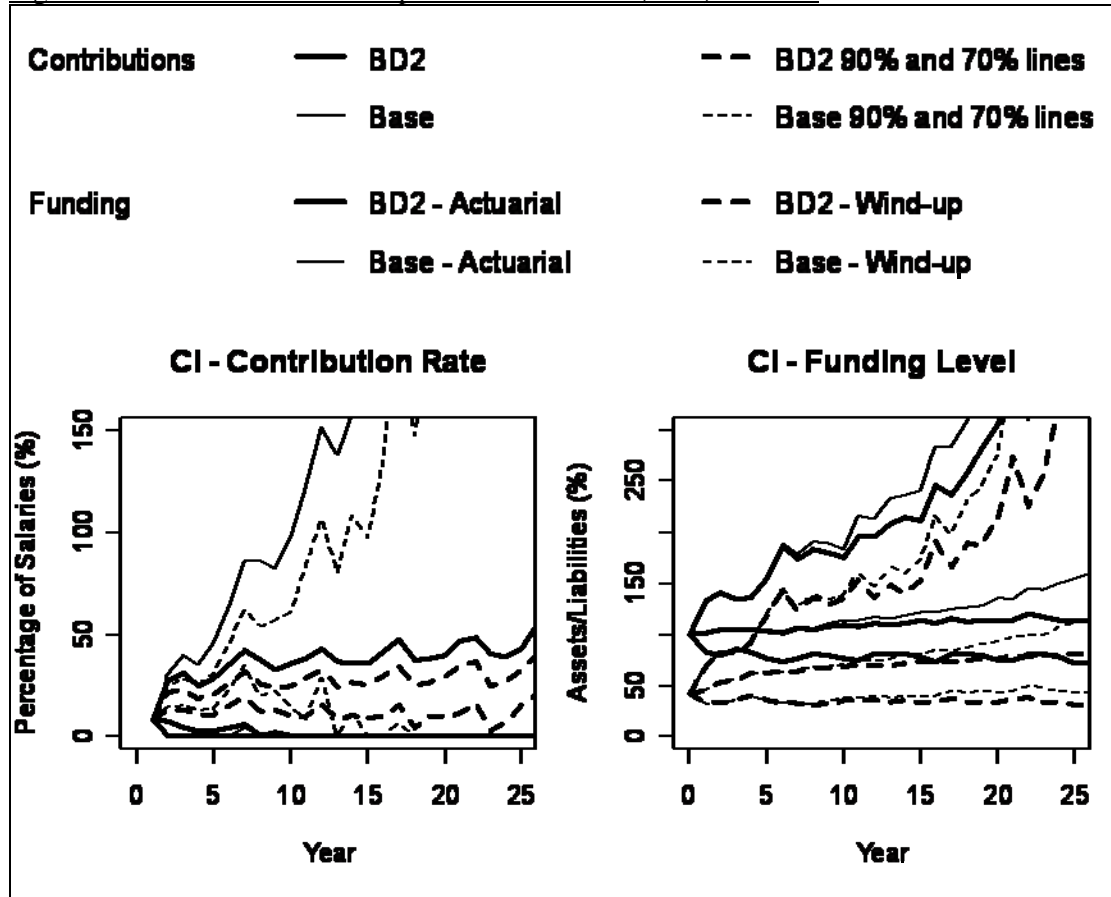 Contributions BD2 BD2 90% and 70% lines
Base Base 90% and 70% lines
Funding BD2 - Actuarial BD2 - Wind-up
Base - Actuarial Base - Wind-up
CI - Contribution Rate
Percentage of Salaries (%)
150
100
50
0
0 5 10 15 20 25
Year
CI - Funding Level
Assets/Liabilities (%)
250
150
50
0
0 5 10 15 20 25
Year